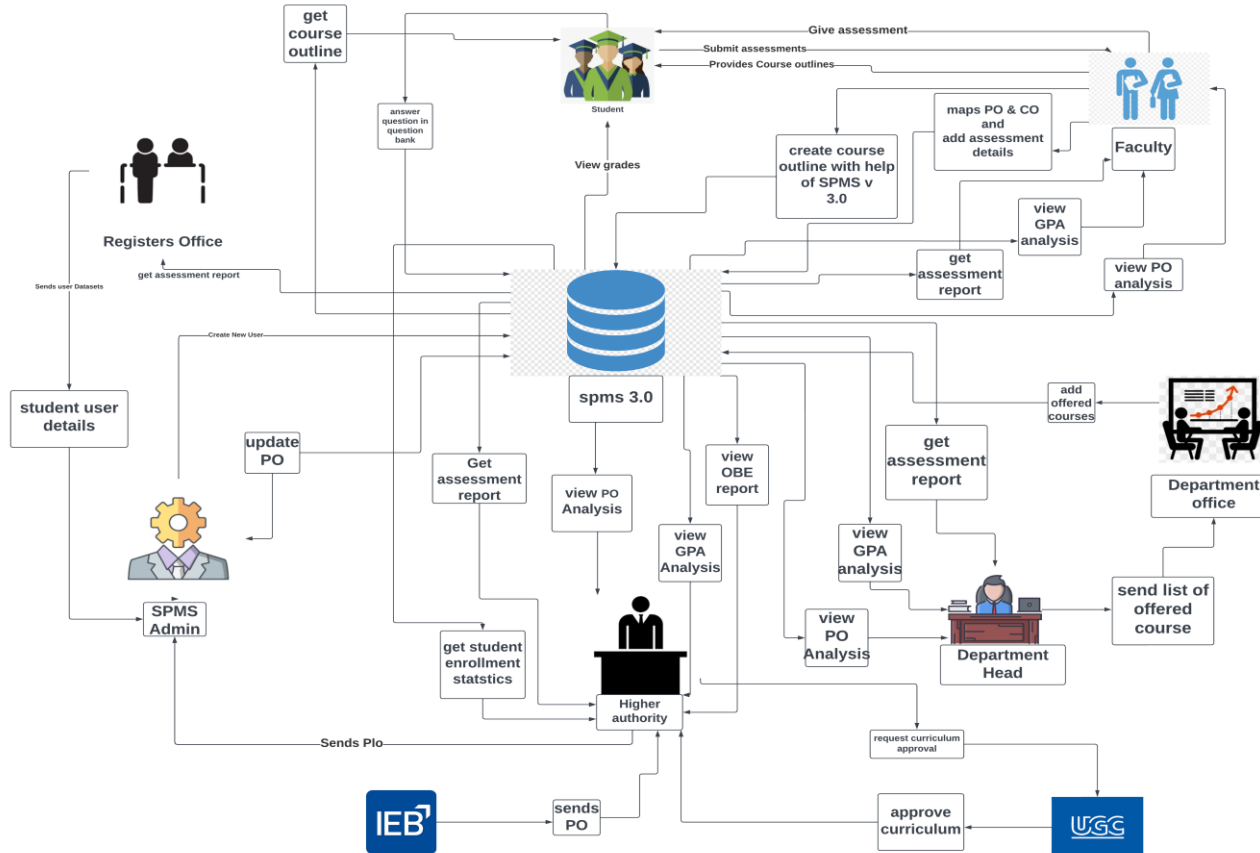 get
course
outline
Give assessment
Submit assessments
Provides Course outlines
Student
answer
question in
question
bank
maps PO & CO
and
add assessment
details
Faculty
create course
outline with help
of SPMS v
3.0
View grades
view
GPA
analysis
Registers Office
get assessment report
get
assessment
report
view PO
analysis
Sends user Datasets
Create New User
student user
details
spms 3.0
add
offered
courses
update
PO
Get
assessment
report
view PO
Analysis
view
OBE
report
get
assessment
report
Department
office
view
GPA
Analysis
view
GPA
analysis
send list of
offered
course
SPMS
Admin
get student
enrollment
statstics
view
PO
Analysis
Department
Head
Higher
authority
Sends Plo
request curriculum
approval
IEB
sends
PO
approve
curriculum
UGC